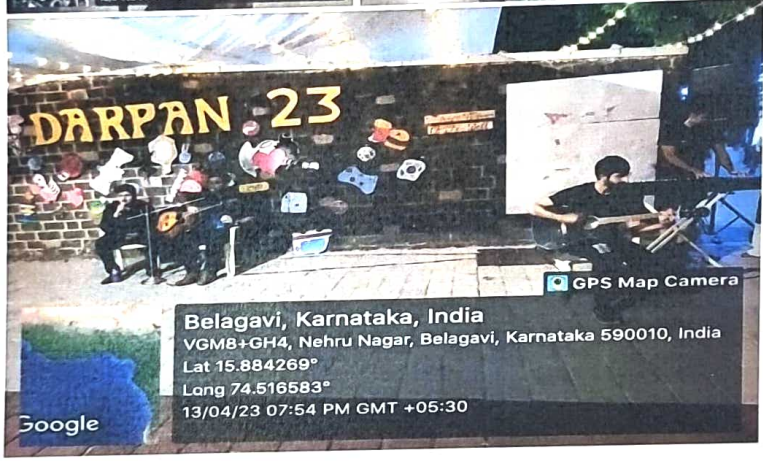 DARPAN 23
GPS Map Camera
Belagavi, Karnataka, India
VGM8+GH4, Nehru Nagar, Belagavi, Karnataka 590010, India
Lat 15.884269°
Long 74.516583°
13/04/23 07:54 PM GMT +05:30
Google